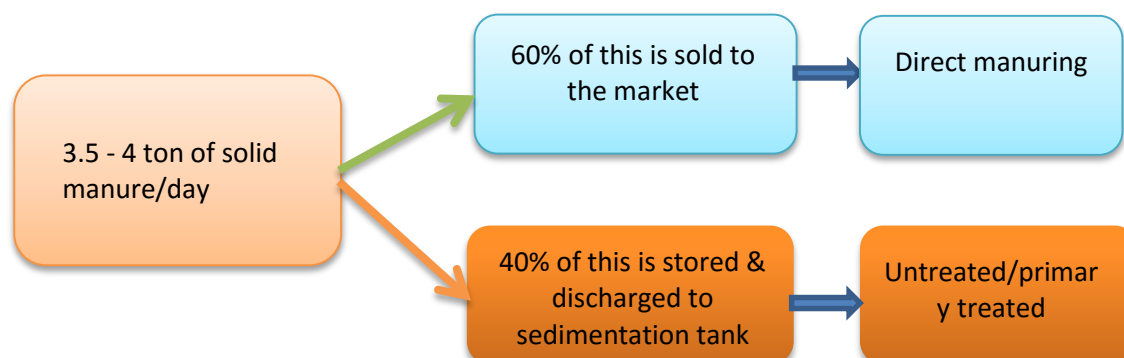 3.5 - 4 ton of solid
manure/day
60% of this is sold to
the market
Direct manuring
40% of this is stored &
discharged to
sedimentation tank
Untreated/primar
y treated